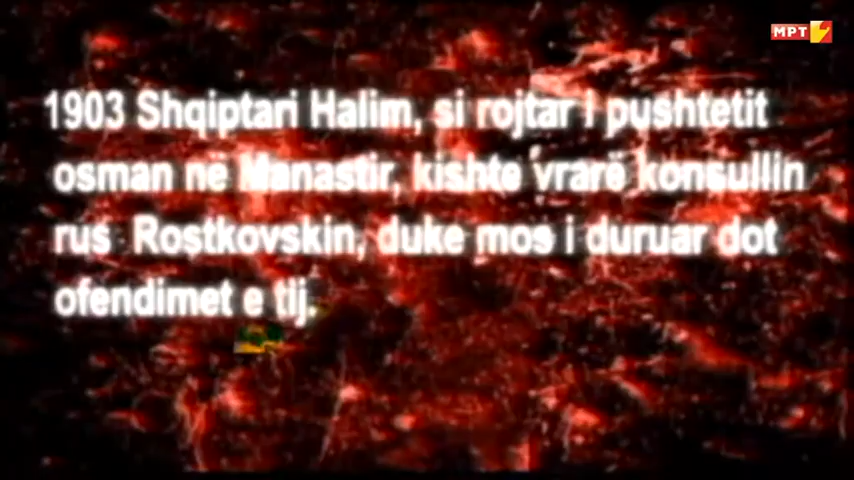 МРТ
1903 Shqiptari Halim, si rojtar i pushtetit
osman në Manastir, kishte vrarë konsullin
rus Rostkovskin, duke mos i duruar dot
ofendimet e tij.